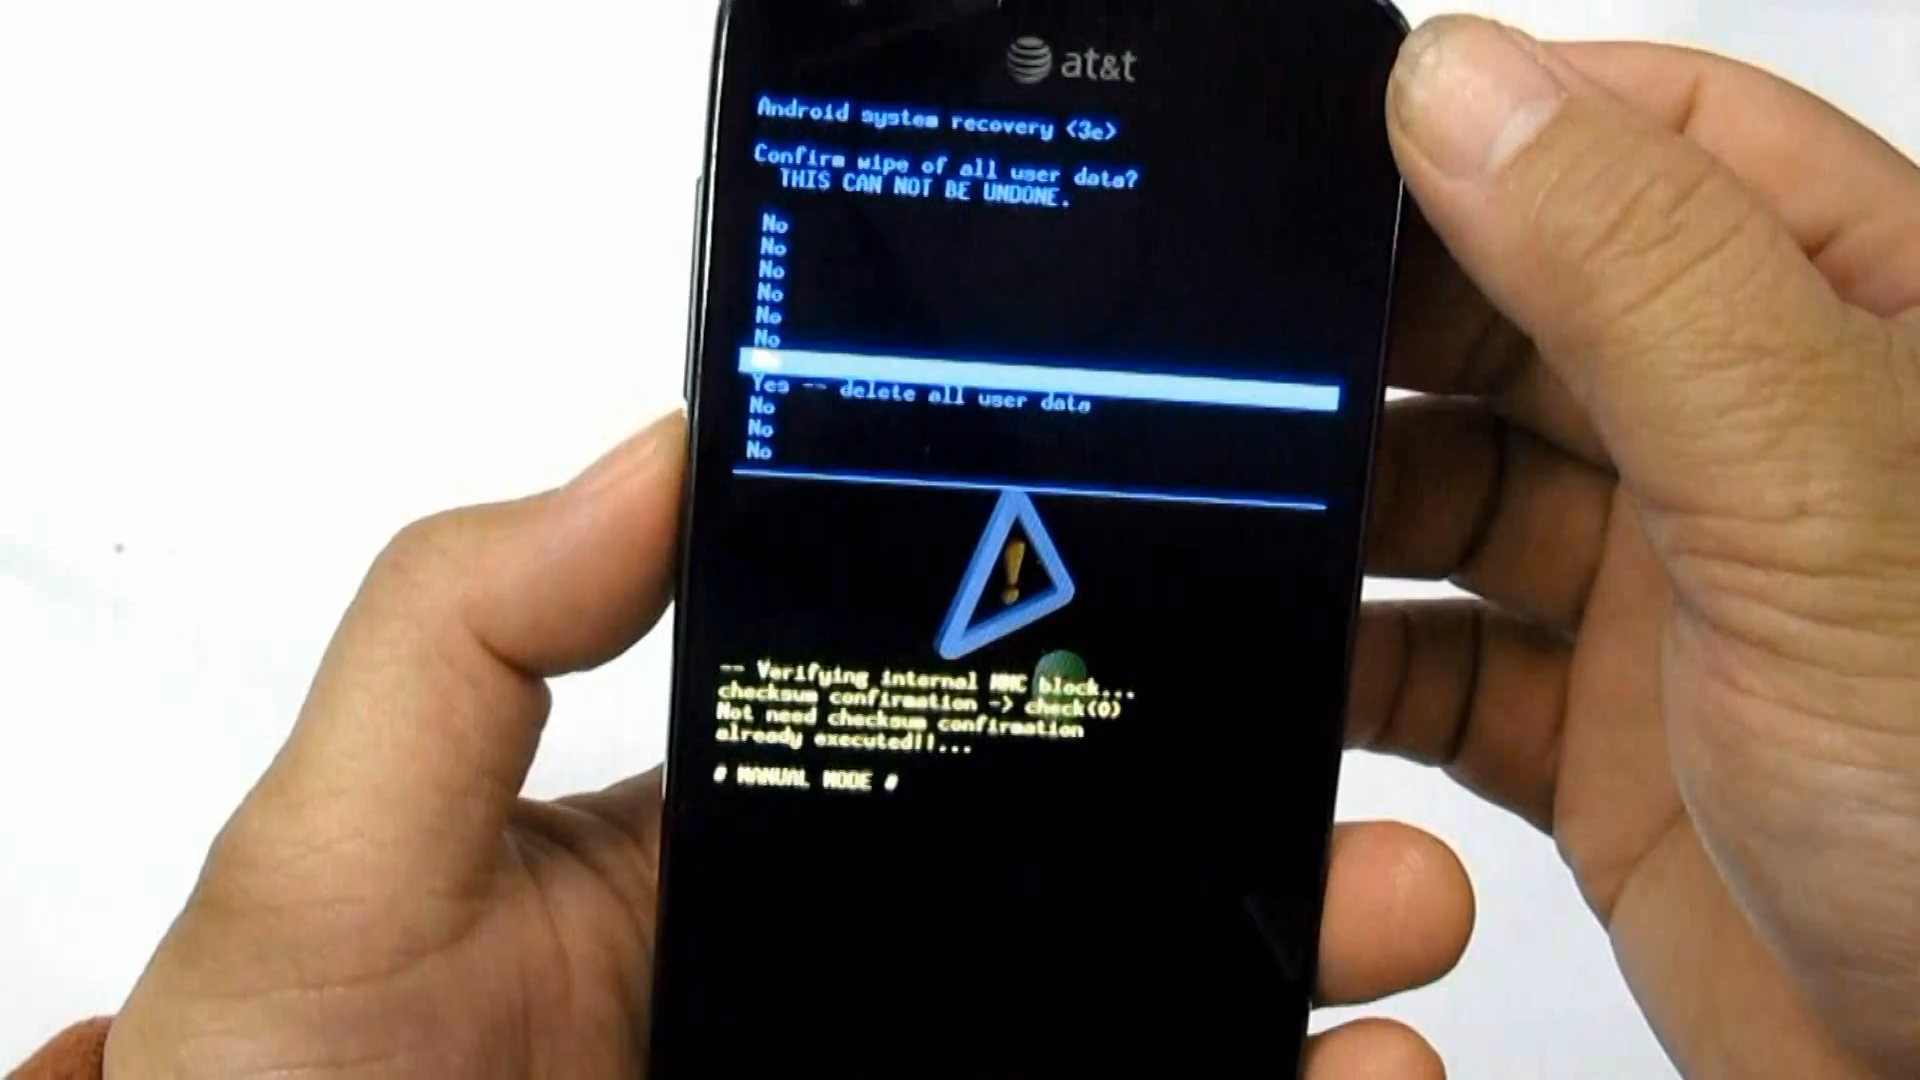 at&t
Android system recovery <3e>
Confirm wipe of all user data?
THIS CAN NOT BE UNDONE.
No
No
No
No
No
No
No
Yes -- delete all user data
No
No
No
-- Verifying internal MMC block...
checksum confirmation -> check(0)
Not need checksum confirmation
already executed!!...
# MANUAL MODE #